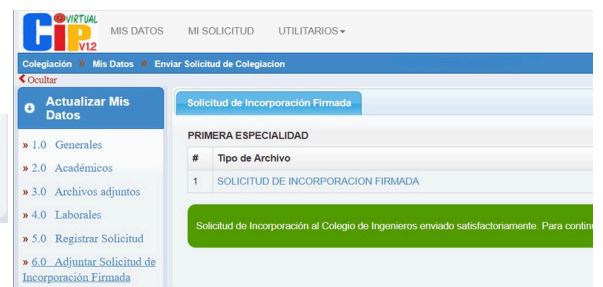 VIRTUAL
Cip
V1.2
MIS DATOS MI SOLICITUD UTILITARIOS
Colegiación » Mis Datos » Enviar Solicitud de Colegiacion
Ocultar
Actualizar Mis Datos
» 1.0 Generales
» 2.0 Académicos
» 3.0 Archivos adjuntos
» 4.0 Laborales
» 5.0 Registrar Solicitud
» 6.0 Adjuntar Solicitud de
Incorporación Firmada
Solicitud de Incorporación Firmada
PRIMERA ESPECIALIDAD
# Tipo de Archivo
1 SOLICITUD DE INCORPORACION FIRMADA
Solicitud de Incorporación al Colegio de Ingenieros enviado satisfactoriamente. Para contin